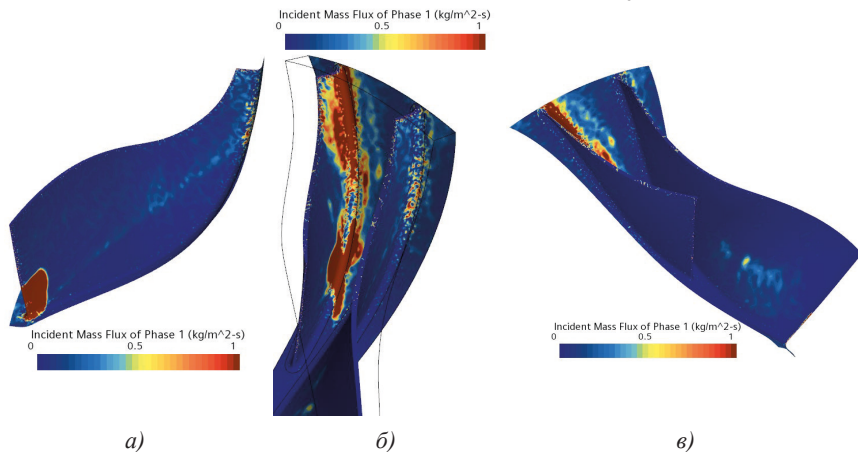 Incident Mass Flux of Phase 1 (kg/m^2-s)
0 0.5 1
Incident Mass Flux of Phase 1 (kg/m^2-s)
0 0.5 1
Incident Mass Flux of Phase 1 (kg/m^2-s)
0 0.5 1
а) б) в)